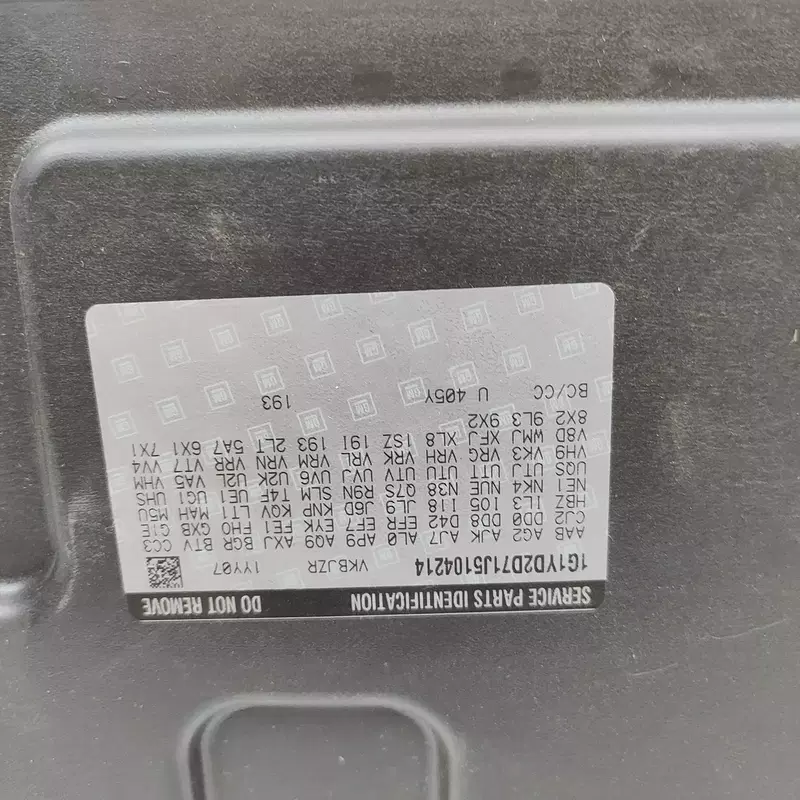 SERVICE PARTS IDENTIFICATION DO NOT REMOVE
1G1YD2D71J5104214 VKBJZR 1YY07
AAB AG2 AJK AJ7 AL0 AP9 AQ9 AXJ BGR BTV CC3
CJ2 DD0 DD8 D42 EFR EF7 EYK FE1 FHO GXB G1E
HBZ IL3 IO5 I18 JL9 J6D KNP KQV LT1 MAH M5U
NE1 NK4 NUE N38 Q7S R9N SLM T4F UE1 UG1 UHS
UQS UTJ UTT UTU UTV UVJ UV6 U2K U2L VA5 VHM
VH9 VK3 VRG VRH VRK VRL VRM VRN VRR VT7 VV4
V8D WMJ XFJ XL8 1SZ 19I 193 2LT 5A7 6X1 7X1
8X2 9L3 9X2
BC/CC U 405Y 193